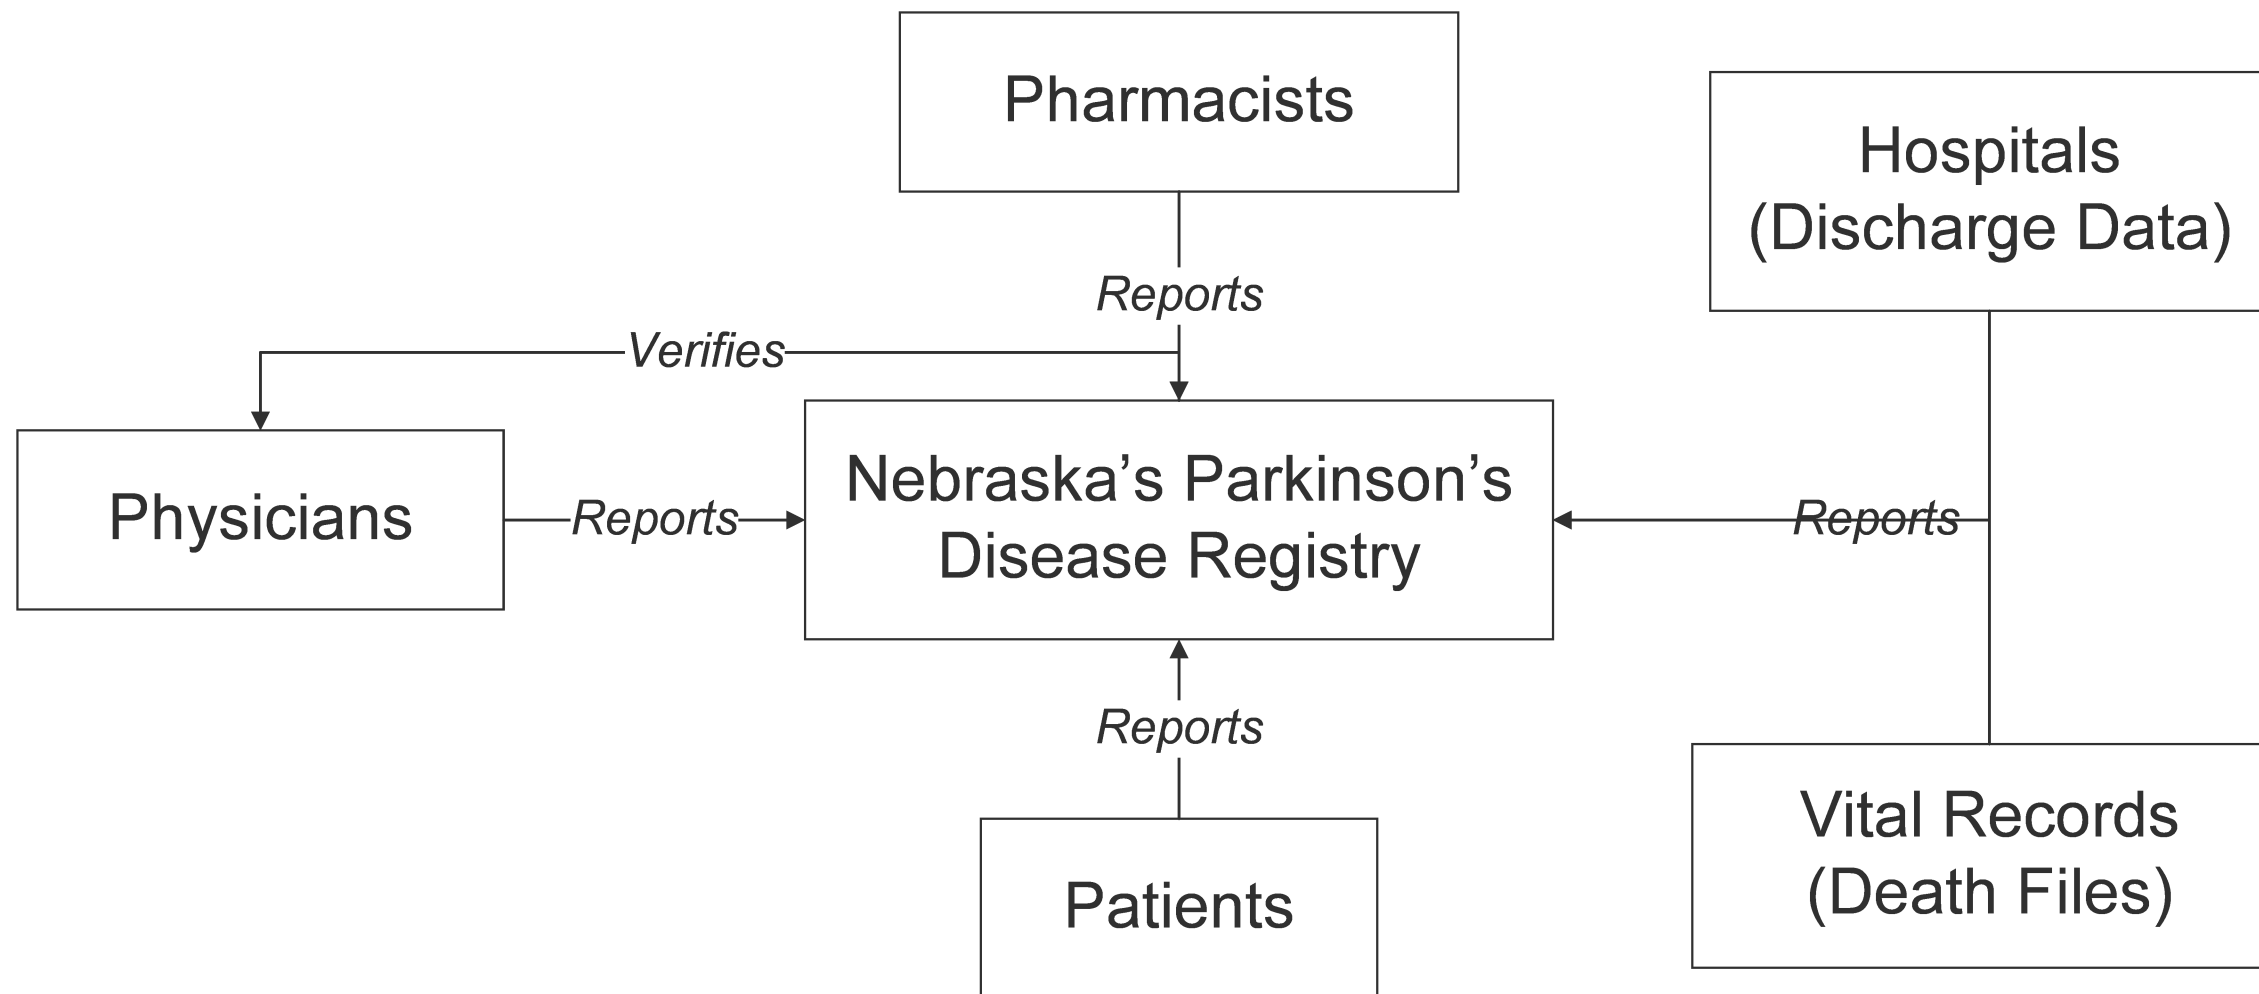 Pharmacists
Hospitals
(Discharge Data)
Reports
Verifies
Physicians
Reports
Nebraska’s Parkinson’s
Disease Registry
Reports
Reports
Patients
Vital Records
(Death Files)